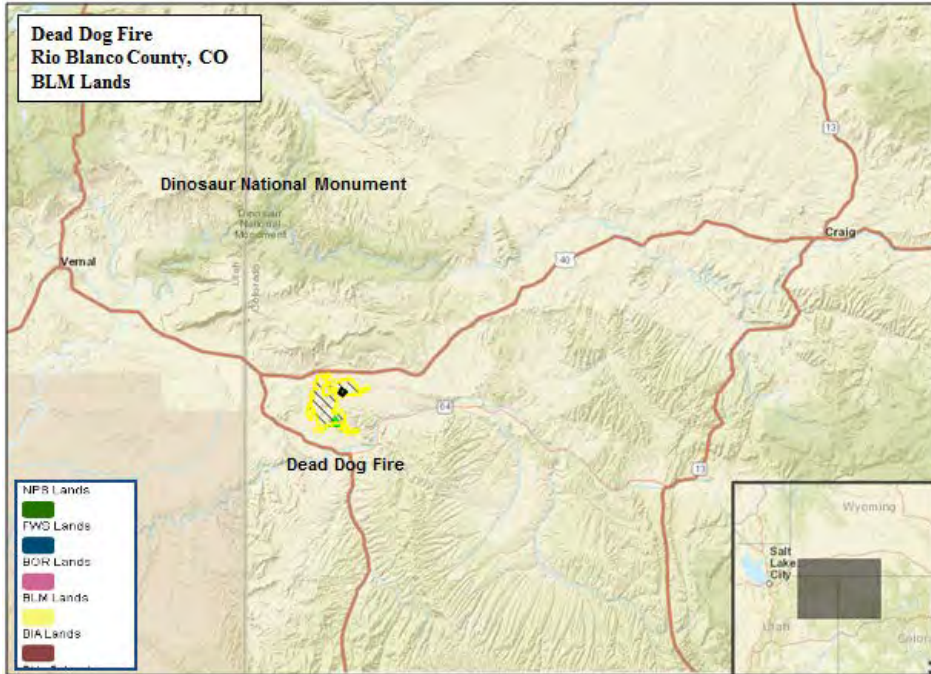 Dead Dog Fire
Rio Blanco County, CO
BLM Lands
13
Dinosaur National Monument
Dinosaur
National
Monument
Craig
Vernal
Utah
Colorado
40
64
Dead Dog Fire
13
NPS Lands
FWS Lands
BOR Lands
BLM Lands
BIA Lands
Wyoming
Salt
Lake
City
Utah
Colora